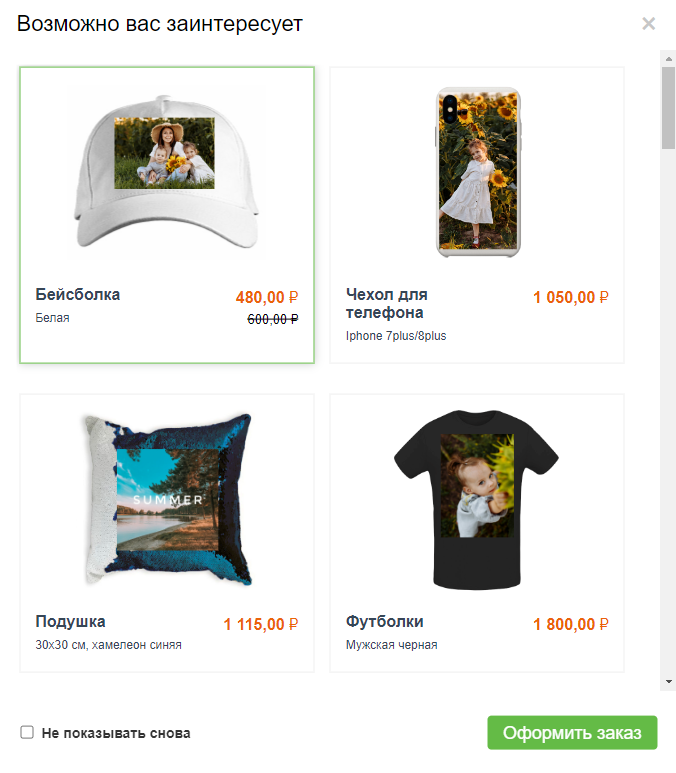 Возможно вас заинтересует
×
Бейсболка
480,00 ₽
Белая
600,00 ₽
Чехол для
телефона
1 050,00 ₽
Iphone 7plus/8plus
SUMMER
Подушка
1 115,00 ₽
30x30 см, хамелеон синяя
Футболки
1 800,00 ₽
Мужская черная
Не показывать снова
Оформить заказ